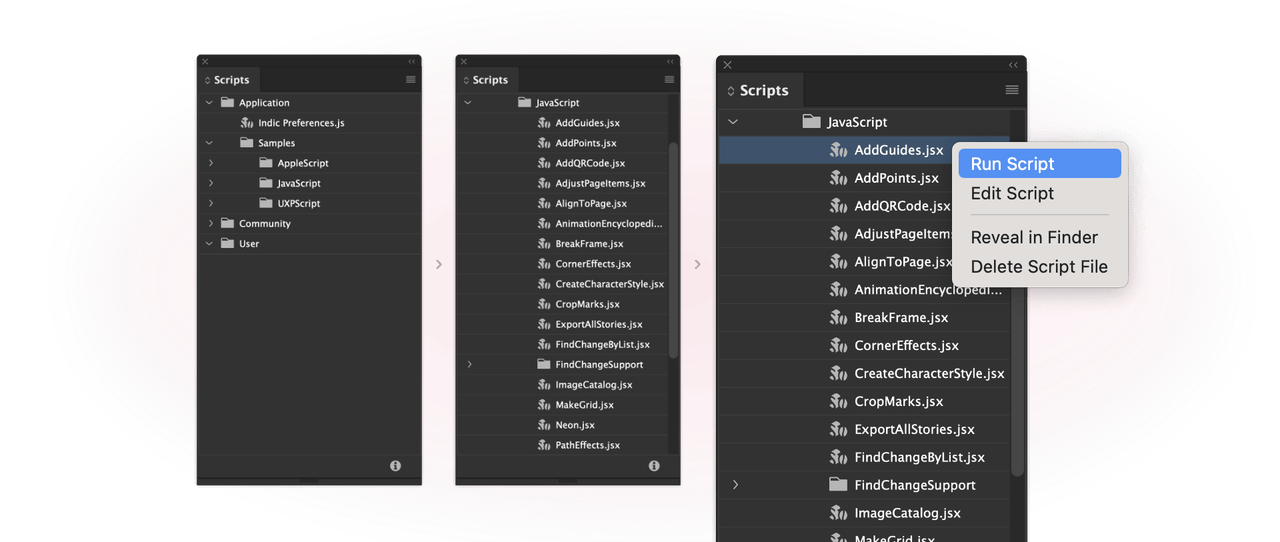 Scripts
Application
Indic Preferences.js
Samples
AppleScript
JavaScript
UXPScript
Community
User
Scripts
JavaScript
AddGuides.jsx
AddPoints.jsx
AddQRCode.jsx
AdjustPageItems.jsx
AlignToPage.jsx
AnimationEncyclopedi...
BreakFrame.jsx
CornerEffects.jsx
CreateCharacterStyle.jsx
CropMarks.jsx
ExportAllStories.jsx
FindChangeByList.jsx
FindChangeSupport
ImageCatalog.jsx
MakeGrid.jsx
Neon.jsx
PathEffects.jsx
Scripts
JavaScript
AddGuides.jsx
AddPoints.jsx
AddQRCode.jsx
AdjustPageItem
AlignToPage.jsx
AnimationEncyclopedi...
BreakFrame.jsx
CornerEffects.jsx
CreateCharacterStyle.jsx
CropMarks.jsx
ExportAllStories.jsx
FindChangeByList.jsx
FindChangeSupport
ImageCatalog.jsx
MakeGrid.jsx
Run Script
Edit Script
Reveal in Finder
Delete Script File